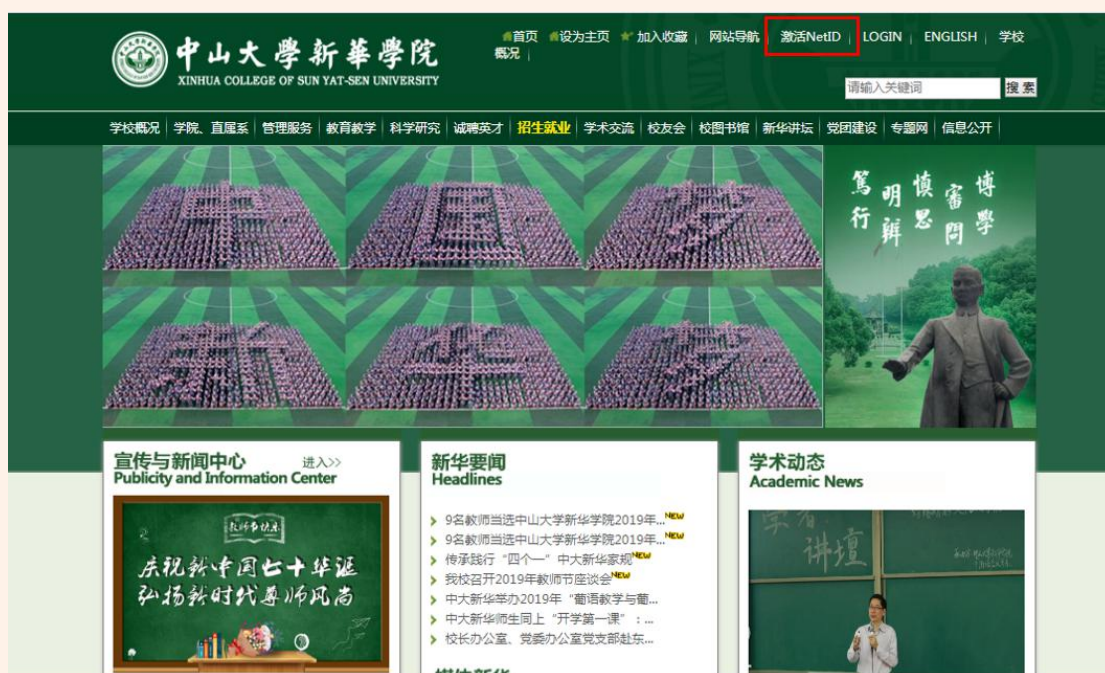 中山大學新華學院
XINHUA COLLEGE OF SUN YAT-SEN UNIVERSITY
首页 设为主页 加入收藏 | 网站导航 | 激活NetID | LOGIN | ENGLISH | 学校
概况 |
请输入关键词 搜索
学校概况 | 学院、直属系 | 管理服务 | 教育教学 | 科学研究 | 诚聘英才 | 招生就业 | 学术交流 | 校友会 | 校图书馆 | 新华讲坛 | 党团建设 | 专题网 | 信息公开 |
中 国 梦
新 华 梦
博學
審問
慎思
明辨
篤行
宣传与新闻中心 进入>>
Publicity and Information Center
教师节快乐
庆祝新中国七十华诞
弘扬新时代尊师风尚
新华要闻
Headlines
9名教师当选中山大学新华学院2019年... NEW
9名教师当选中山大学新华学院2019年... NEW
传承践行“四个一”中大新华家规 NEW
我校召开2019年教师节座谈会 NEW
中大新华举办2019年“葡语教学与葡...
中大新华师生同上“开学第一课”：...
校长办公室、党委办公室党支部赴东...
媒体新华
学术动态
Academic News
学者
讲壇